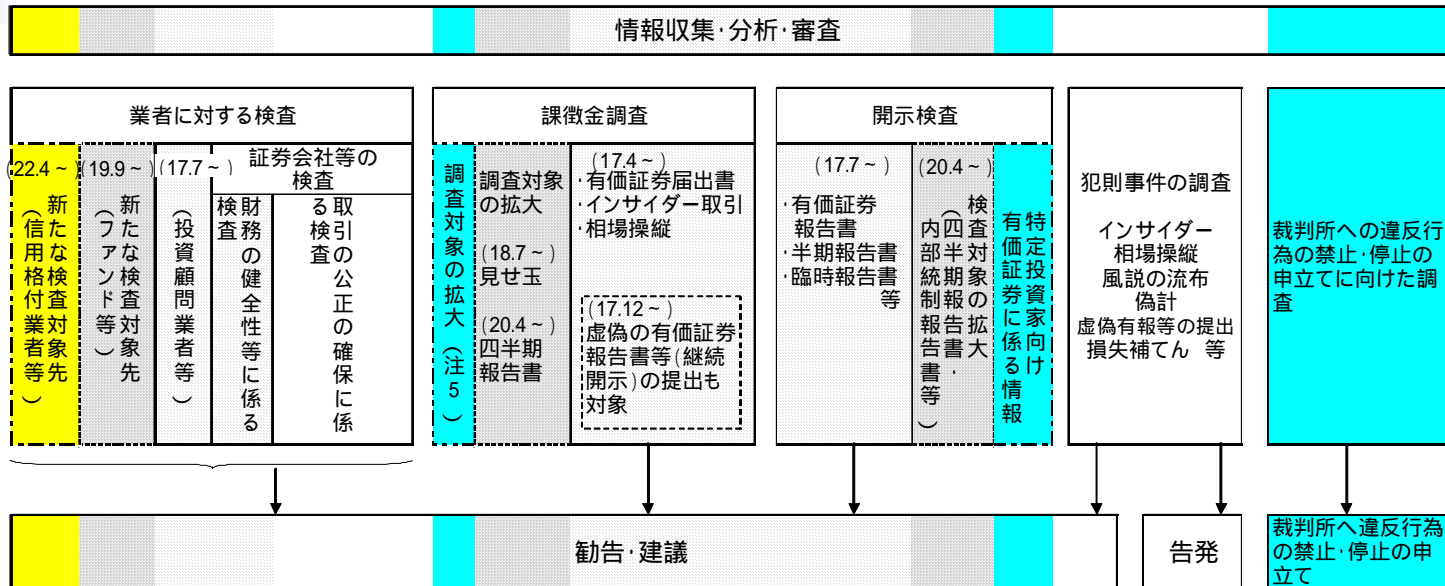 情報収集・分析・審査
業者に対する検査
(22.4～)
新たな検査対象先
(信用格付業者等)
(19.9～)
新たな検査対象先
(ファンド等)
(17.7～)
(投資顧問業者等)
証券会社等の
検査
財務の健全性等に係る
検査
取引の公正の確保に係
る検査
課徴金調査
調査対象の拡大(注5)
調査対象
の拡大
(18.7～)
見せ玉
(20.4～)
四半期
報告書
(17.4～)
・有価証券届出書
・インサイダー取引
・相場操縦
(17.12～)
虚偽の有価証券
報告書等(継続
開示)の提出も
対象
開示検査
(17.7～)
・有価証券
報告書
・半期報告書
・臨時報告書
等
(20.4～)
検査対象の拡大
(四半期報告書・
内部統制報告書等)
特定投資家向け
有価証券に係る情報
犯則事件の調査
インサイダー
相場操縦
風説の流布
偽計
虚偽有報等の提出
損失補てん 等
裁判所への違反行
為の禁止・停止の
申立てに向けた調
査
勧告・建議
告発
裁判所へ違反行為
の禁止・停止の申
立て